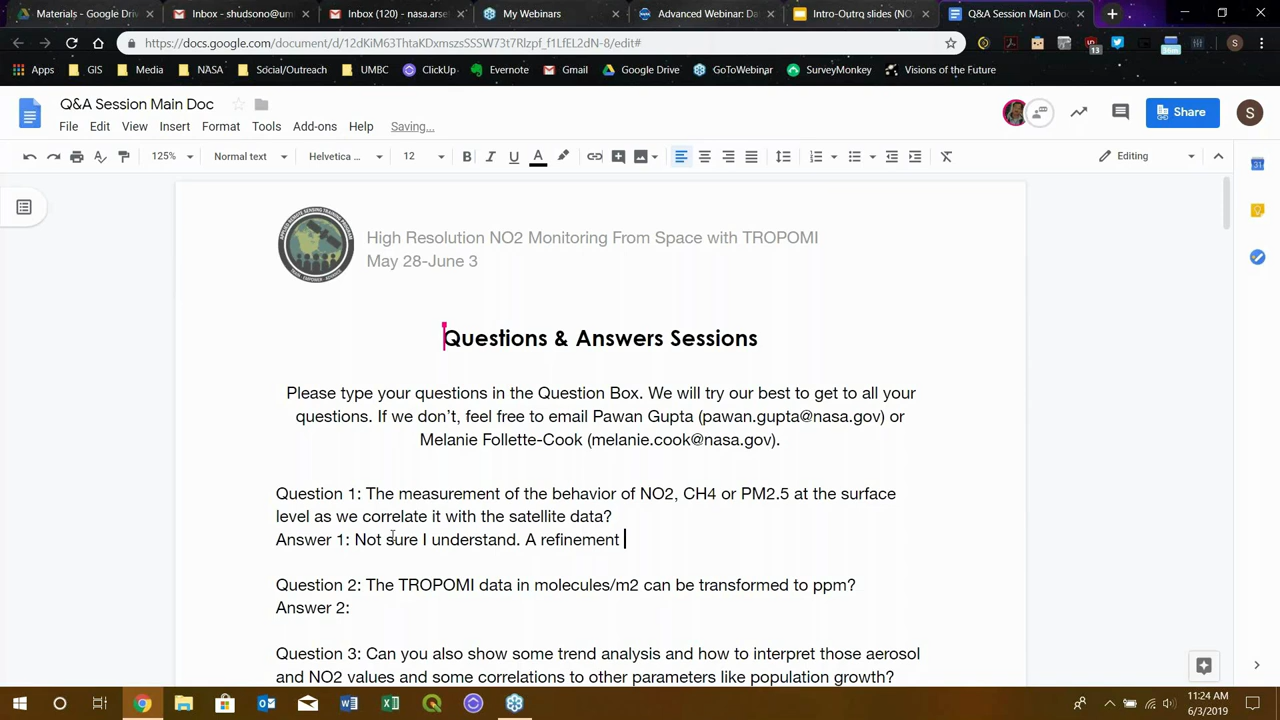 Materials - Google Driv
Inbox - shudsono@um
Inbox (120) - nasa.arse
My Webinars
Advanced Webinar: Da
Intro-Outro slides (NO
Q&A Session Main Doc
https://docs.google.com/document/d/12dKiM63ThtaKDxmszsSSSW73t7Rlzpf_f1LfEL2dN-8/edit#
13
36m
S
Apps
GIS
Media
NASA
Social/Outreach
UMBC
ClickUp
Evernote
Gmail
Google Drive
GoToWebinar
SurveyMonkey
Visions of the Future
Q&A Session Main Doc
Share
S
File Edit View Insert Format Tools Add-ons Help Saving...
125% Normal text Helvetica ... 12 B I U A Editing
31
High Resolution NO2 Monitoring From Space with TROPOMI
May 28-June 3
Questions & Answers Sessions
Please type your questions in the Question Box. We will try our best to get to all your
questions. If we don't, feel free to email Pawan Gupta (pawan.gupta@nasa.gov) or
Melanie Follette-Cook (melanie.cook@nasa.gov).
Question 1: The measurement of the behavior of NO2, CH4 or PM2.5 at the surface
level as we correlate it with the satellite data?
Answer 1: Not sure I understand. A refinement
Question 2: The TROPOMI data in molecules/m2 can be transformed to ppm?
Answer 2:
Question 3: Can you also show some trend analysis and how to interpret those aerosol
and NO2 values and some correlations to other parameters like population growth?
11:24 AM
6/3/2019